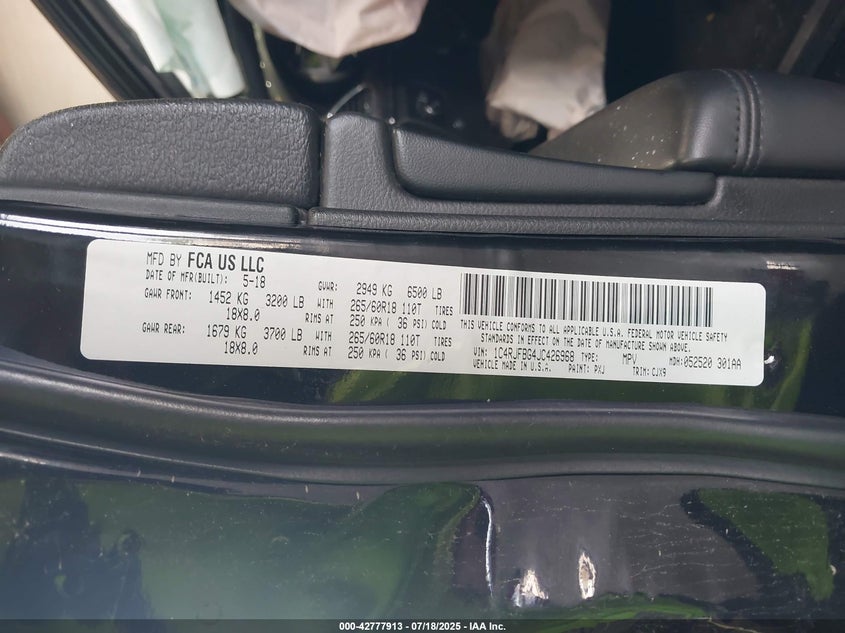 MFD BY FCA US LLC
DATE OF MFR(BUILT): 5-18 GVWR: 2949 KG 6500 LB
GAWR FRONT: 1452 KG 3200 LB WITH 265/60R18 110T TIRES
18X8.0 RIMS AT 250 KPA ( 36 PSI) COLD
GAWR REAR: 1679 KG 3700 LB WITH 265/60R18 110T TIRES
18X8.0 RIMS AT 250 KPA ( 36 PSI) COLD
THIS VEHICLE CONFORMS TO ALL APPLICABLE U.S.A. FEDERAL MOTOR VEHICLE SAFETY
STANDARDS IN EFFECT ON THE DATE OF MANUFACTURE SHOWN ABOVE.
VIN: 1C4RJFBG4JC426968 TYPE: MPV MDH:052520 301AA
VEHICLE MADE IN U.S.A. PAINT: PXJ TRIM: CJX9
000-42777913 - 07/18/2025 - IAA Inc.